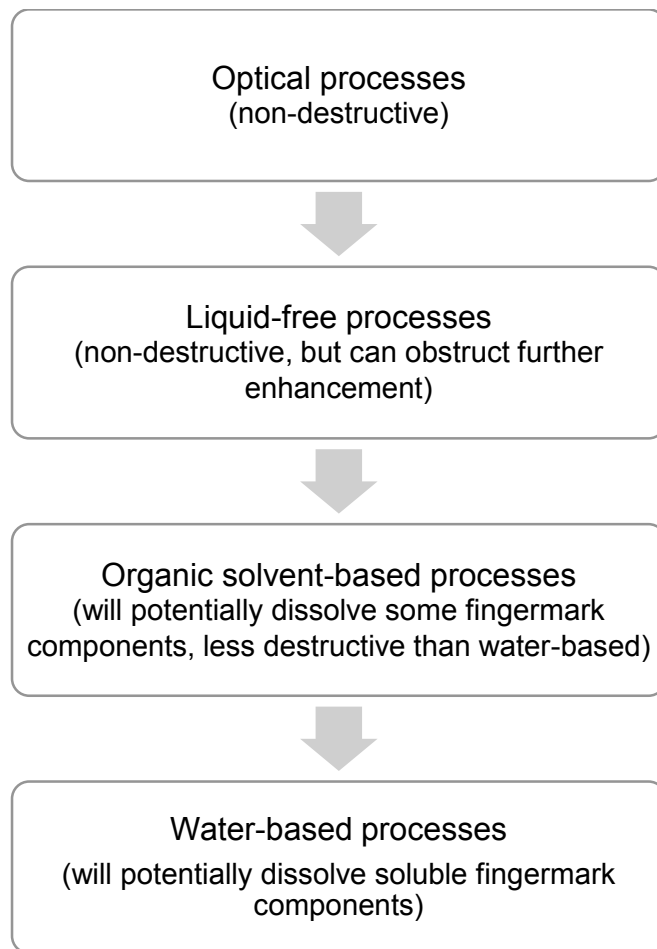 Optical processes
(non-destructive)
Liquid-free processes
(non-destructive, but can obstruct further
enhancement)
Organic solvent-based processes
(will potentially dissolve some fingermark
components, less destructive than water-based)
Water-based processes
(will potentially dissolve soluble fingermark
components)